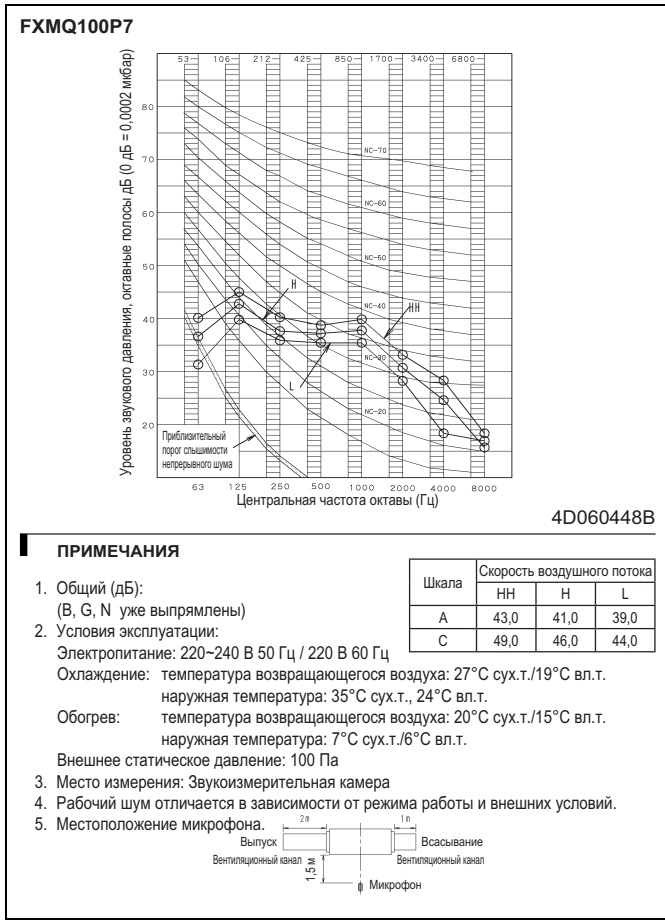 FXMQ100P7
Уровень звукового давления, октавные полосы дБ (0 дБ = 0,0002 мкбар)
53 106 212 425 850 1700 3400 6800
80
70
60
50
40
30
20
NC-70
NC-60
NC-50
NC-40
NC-30
NC-20
H
HH
L
Приблизительный
порог слышимости
непрерывного шума
63 125 250 500 1000 2000 4000 8000
Центральная частота октавы (Гц)
4D060448B
ПРИМЕЧАНИЯ
1. Общий (дБ):
(B, G, N уже выпрямлены)
Шкала Скорость воздушного потока
HH H L
A 43,0 41,0 39,0
C 49,0 46,0 44,0
2. Условия эксплуатации:
Электропитание: 220~240 В 50 Гц / 220 В 60 Гц
Охлаждение: температура возвращающегося воздуха: 27°C сух.т./19°C вл.т.
наружная температура: 35°C сух.т., 24°C вл.т.
Обогрев: температура возвращающегося воздуха: 20°C сух.т./15°C вл.т.
наружная температура: 7°C сух.т./6°C вл.т.
Внешнее статическое давление: 100 Па
3. Место измерения: Звукоизмерительная камера
4. Рабочий шум отличается в зависимости от режима работы и внешних условий.
5. Местоположение микрофона.
2m 1m
Выпуск Всасывание
Вентиляционный канал Вентиляционный канал
1,5 м
Микрофон